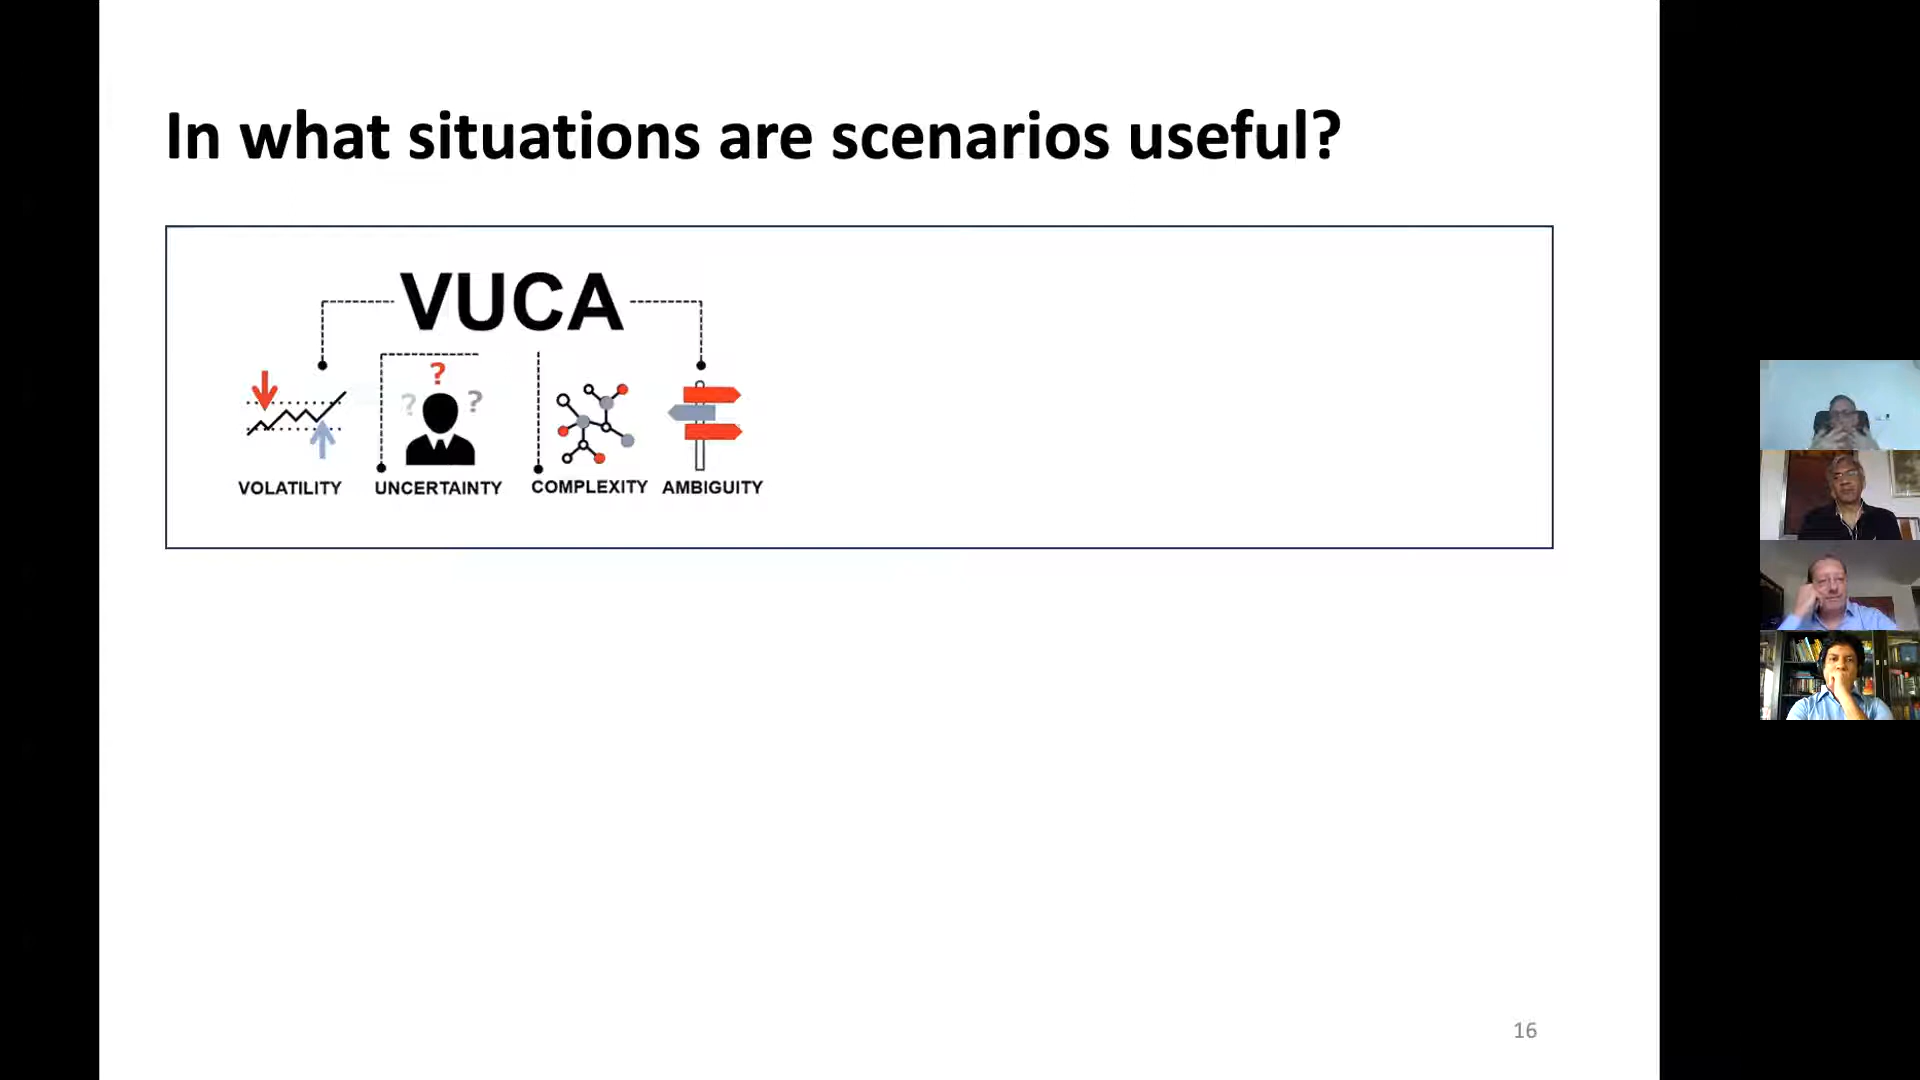 In what situations are scenarios useful?
VUCA
? ? ?
VOLATILITY UNCERTAINTY COMPLEXITY AMBIGUITY
16